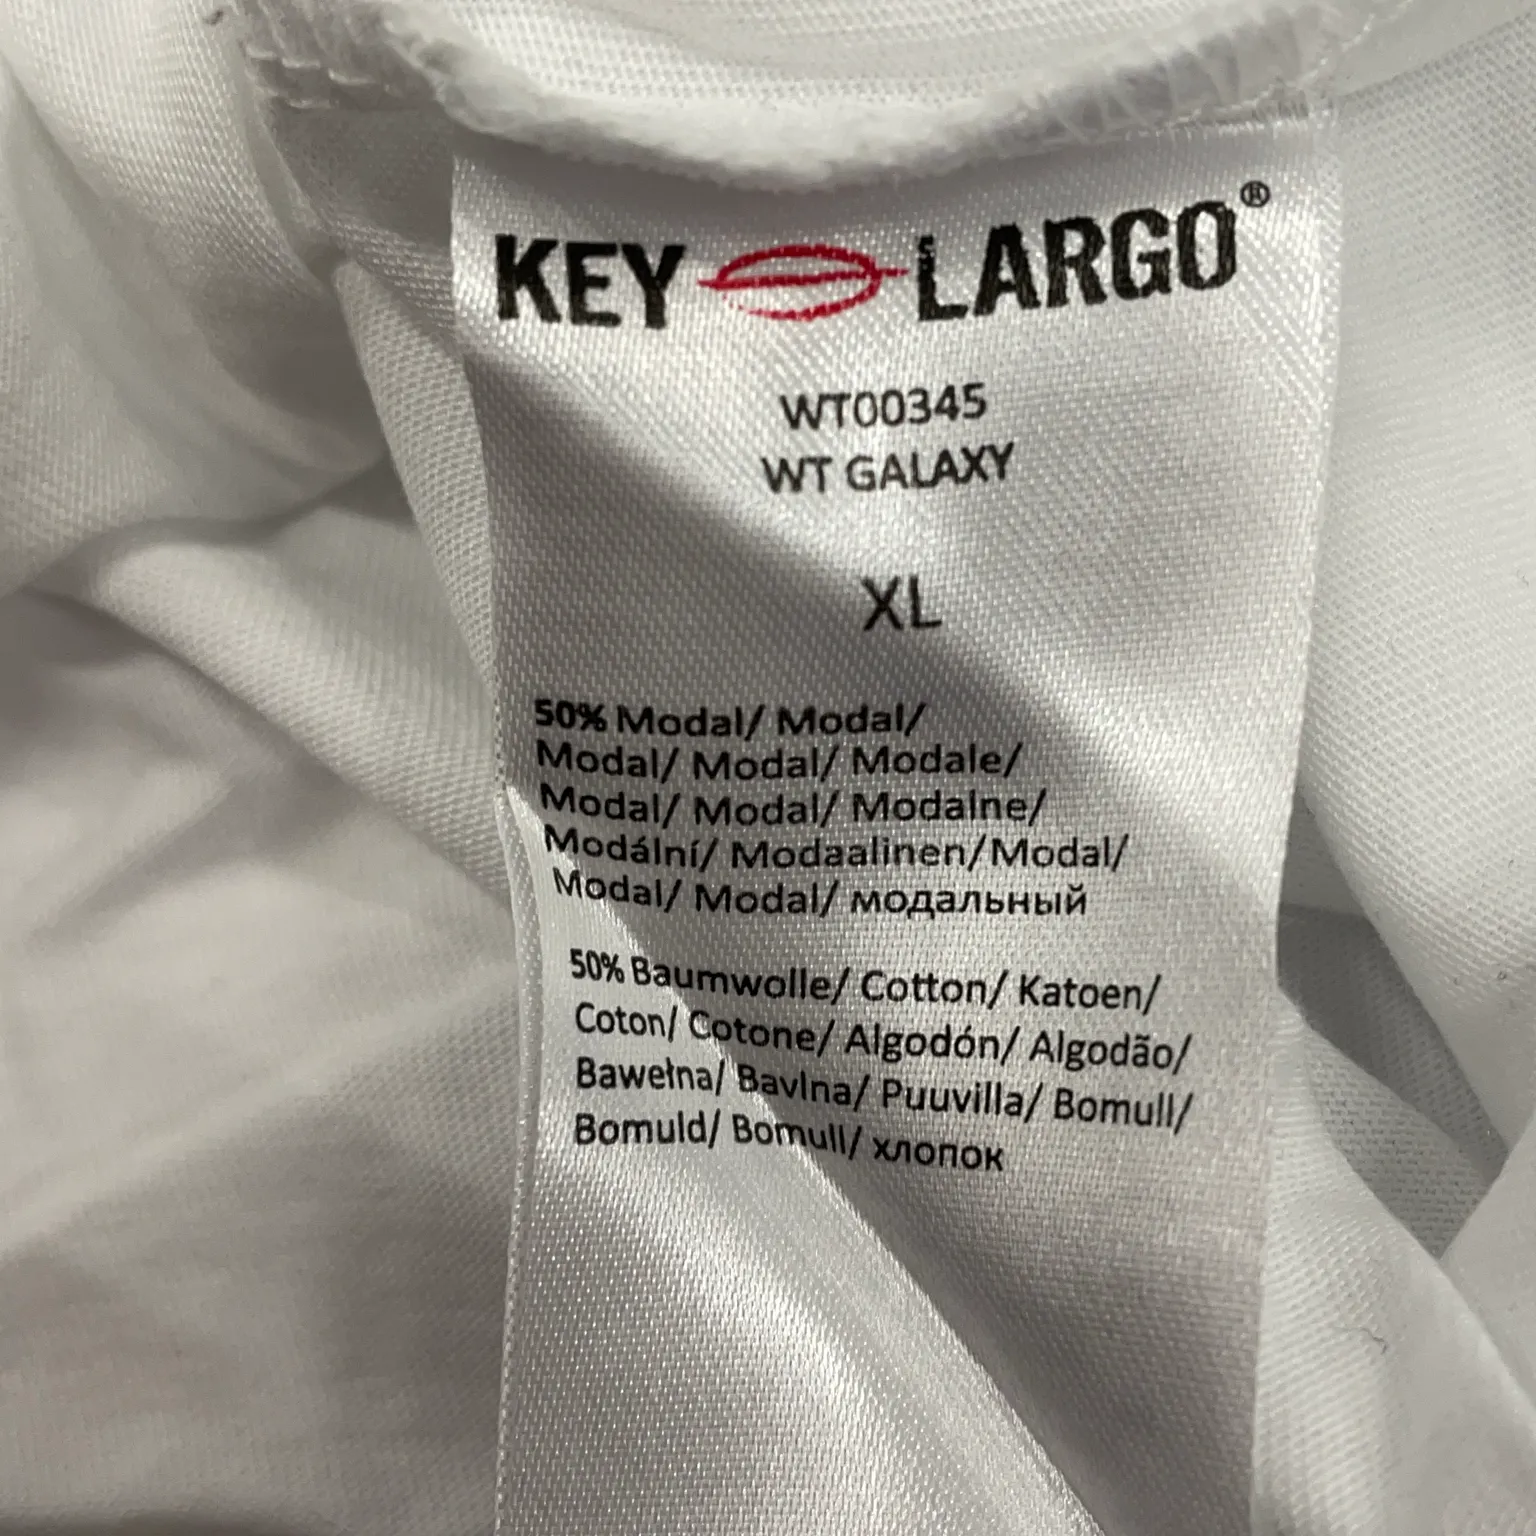 KEY LARGO®
WT00345
WT GALAXY
XL
50% Modal/ Modal/
Modal/ Modal/ Modale/
Modal/ Modal/ Modalne/
Modální/ Modaalinen/Modal/
Modal/ Modal/ модальный
50% Baumwolle/ Cotton/ Katoen/
Coton/ Cotone/ Algodón/ Algodão/
Bawełna/ Bavlna/ Puuvilla/ Bomull/
Bomuld/ Bomull/ хлопок